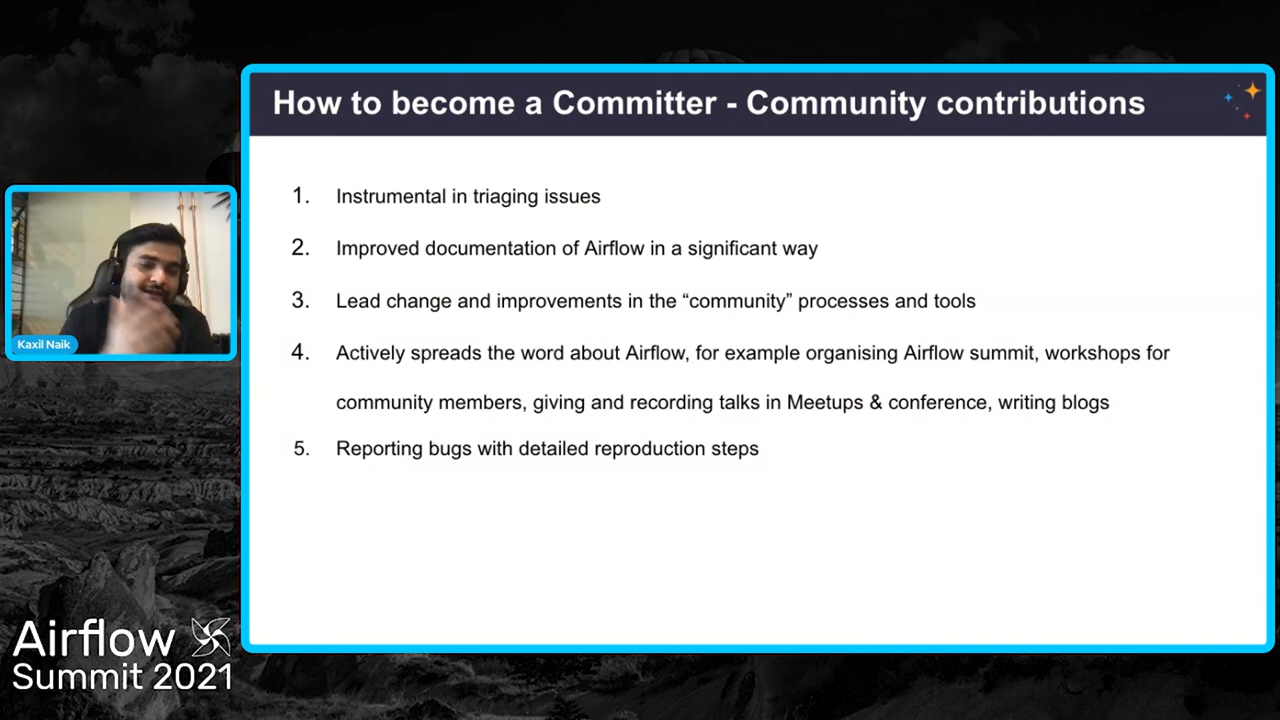 How to become a Committer - Community contributions
1. Instrumental in triaging issues
2. Improved documentation of Airflow in a significant way
3. Lead change and improvements in the “community” processes and tools
4. Actively spreads the word about Airflow, for example organising Airflow summit, workshops for
community members, giving and recording talks in Meetups & conference, writing blogs
5. Reporting bugs with detailed reproduction steps
Kaxil Naik
Airflow
Summit 2021